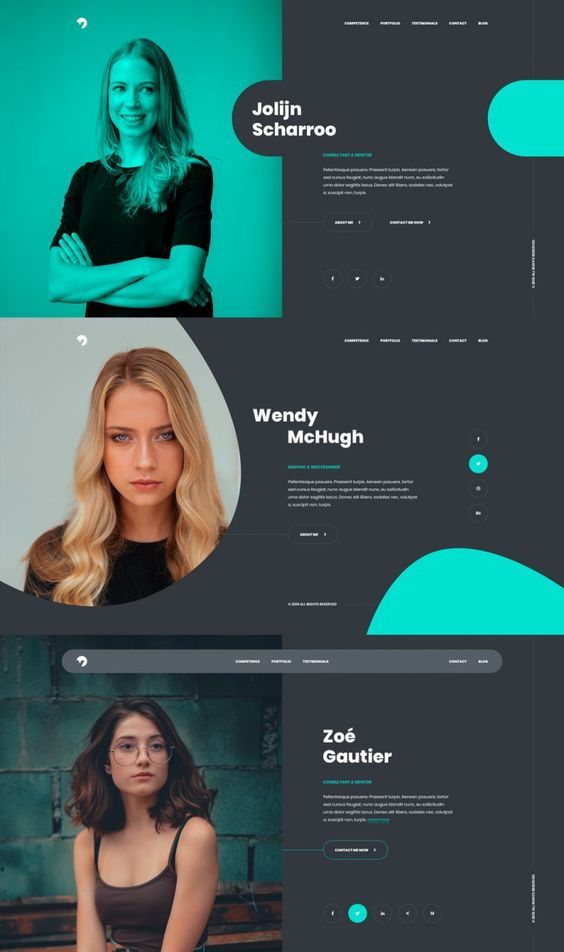 COMPETENCE PORTFOLIO TESTIMONIALS CONTACT BLOG
Jolijn
Scharroo
CONSULTANT & MENTOR
Pellentesque posuere. Praesent turpis. Aenean posuere, tortor
sed cursus feugiat, nunc augue blandit nunc, eu sollicitudin
urna dolor sagittis lacus. Donec elit libero, sodales nec, volutpat
a, suscipit non, turpis.
ABOUT ME
CONTACT ME NOW
© 2019 ALL RIGHTS RESERVED
COMPETENCE PORTFOLIO TESTIMONIALS CONTACT BLOG
Wendy
McHugh
GRAPHIC & WEB DESIGNER
Pellentesque posuere. Praesent turpis. Aenean posuere, tortor
sed cursus feugiat, nunc augue blandit nunc, eu sollicitudin
urna dolor sagittis lacus. Donec elit libero, sodales nec, volutpat
a, suscipit non, turpis.
ABOUT ME
© 2019 ALL RIGHTS RESERVED
COMPETENCE PORTFOLIO TESTIMONIALS CONTACT BLOG
Zoé
Gautier
CONSULTANT & MENTOR
Pellentesque posuere. Praesent turpis. Aenean posuere, tortor
sed cursus feugiat, nunc augue blandit nunc, eu sollicitudin
urna dolor sagittis lacus. Donec elit libero, sodales nec, volutpat
a, suscipit non, turpis. read more
CONTACT ME NOW
© 2019 ALL RIGHTS RESERVED